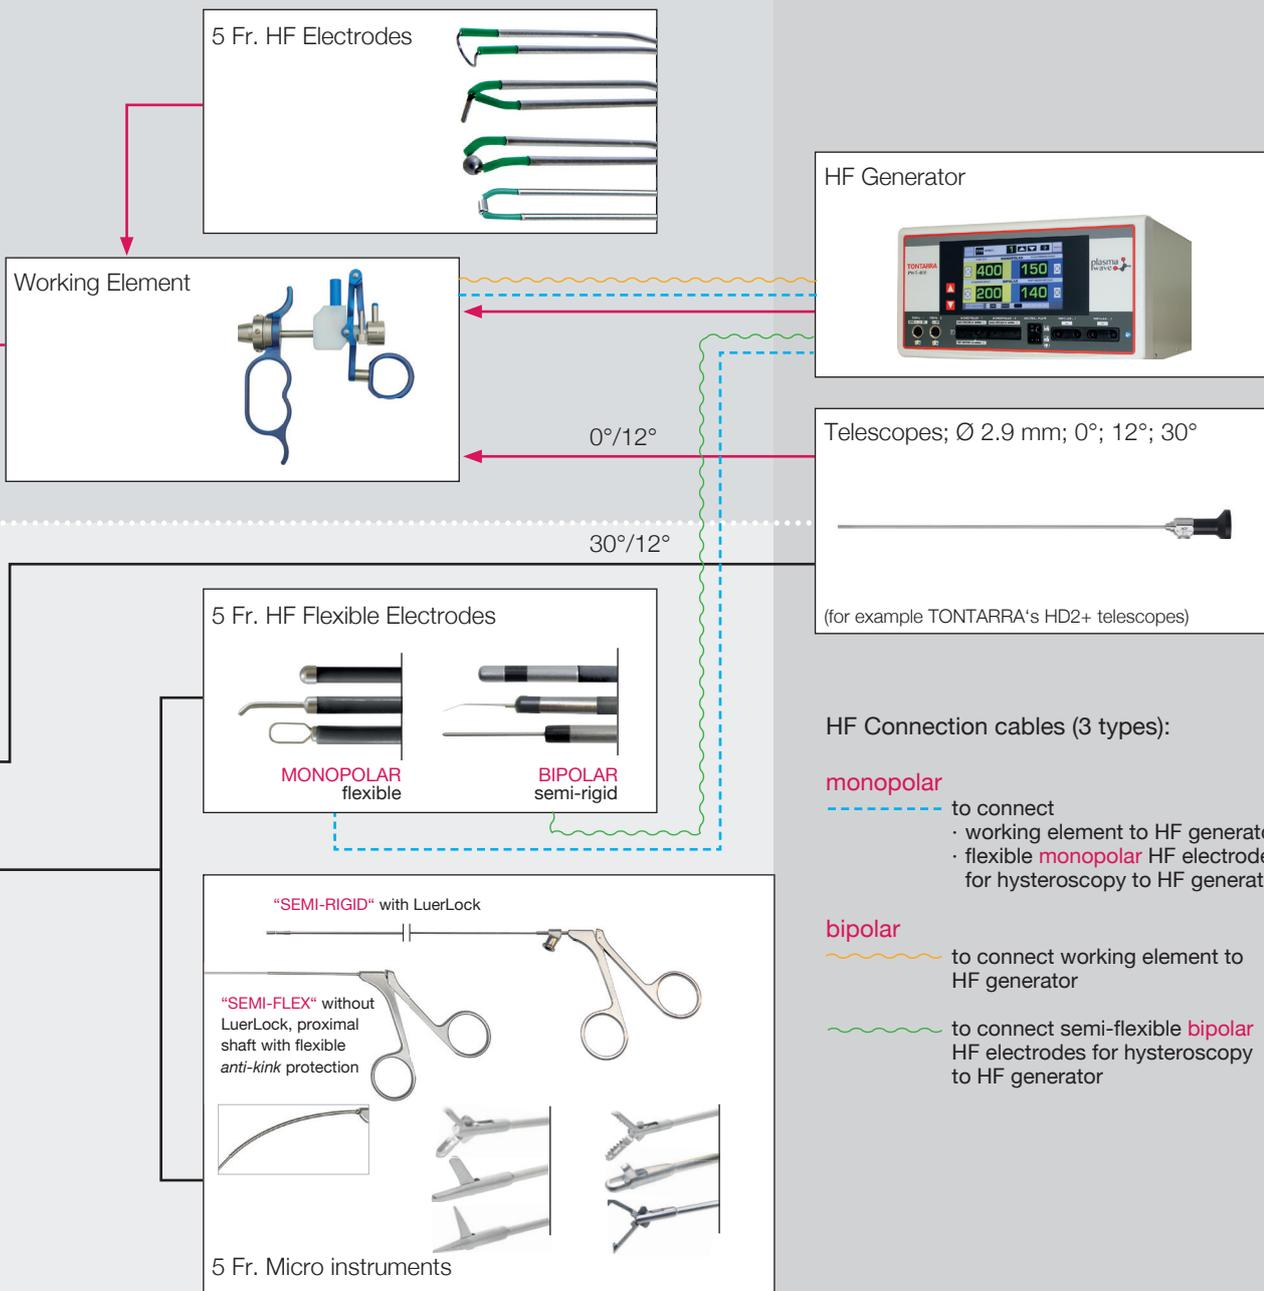 5 Fr. HF Electrodes
HF Generator
TONTARRA
plasma
wave
400
150
200
140
Working Element
0°/12°
Telescopes; Ø 2.9 mm; 0°; 12°; 30°
(for example TONTARRA‘s HD2+ telescopes)
30°/12°
5 Fr. HF Flexible Electrodes
MONOPOLAR
flexible
BIPOLAR
semi-rigid
HF Connection cables (3 types):
monopolar
to connect
· working element to HF generato
· flexible monopolar HF electrode
for hysteroscopy to HF generat
bipolar
to connect working element to
HF generator
to connect semi-flexible bipolar
HF electrodes for hysteroscopy
to HF generator
“SEMI-RIGID“ with LuerLock
“SEMI-FLEX“ without
LuerLock, proximal
shaft with flexible
anti-kink protection
5 Fr. Micro instruments